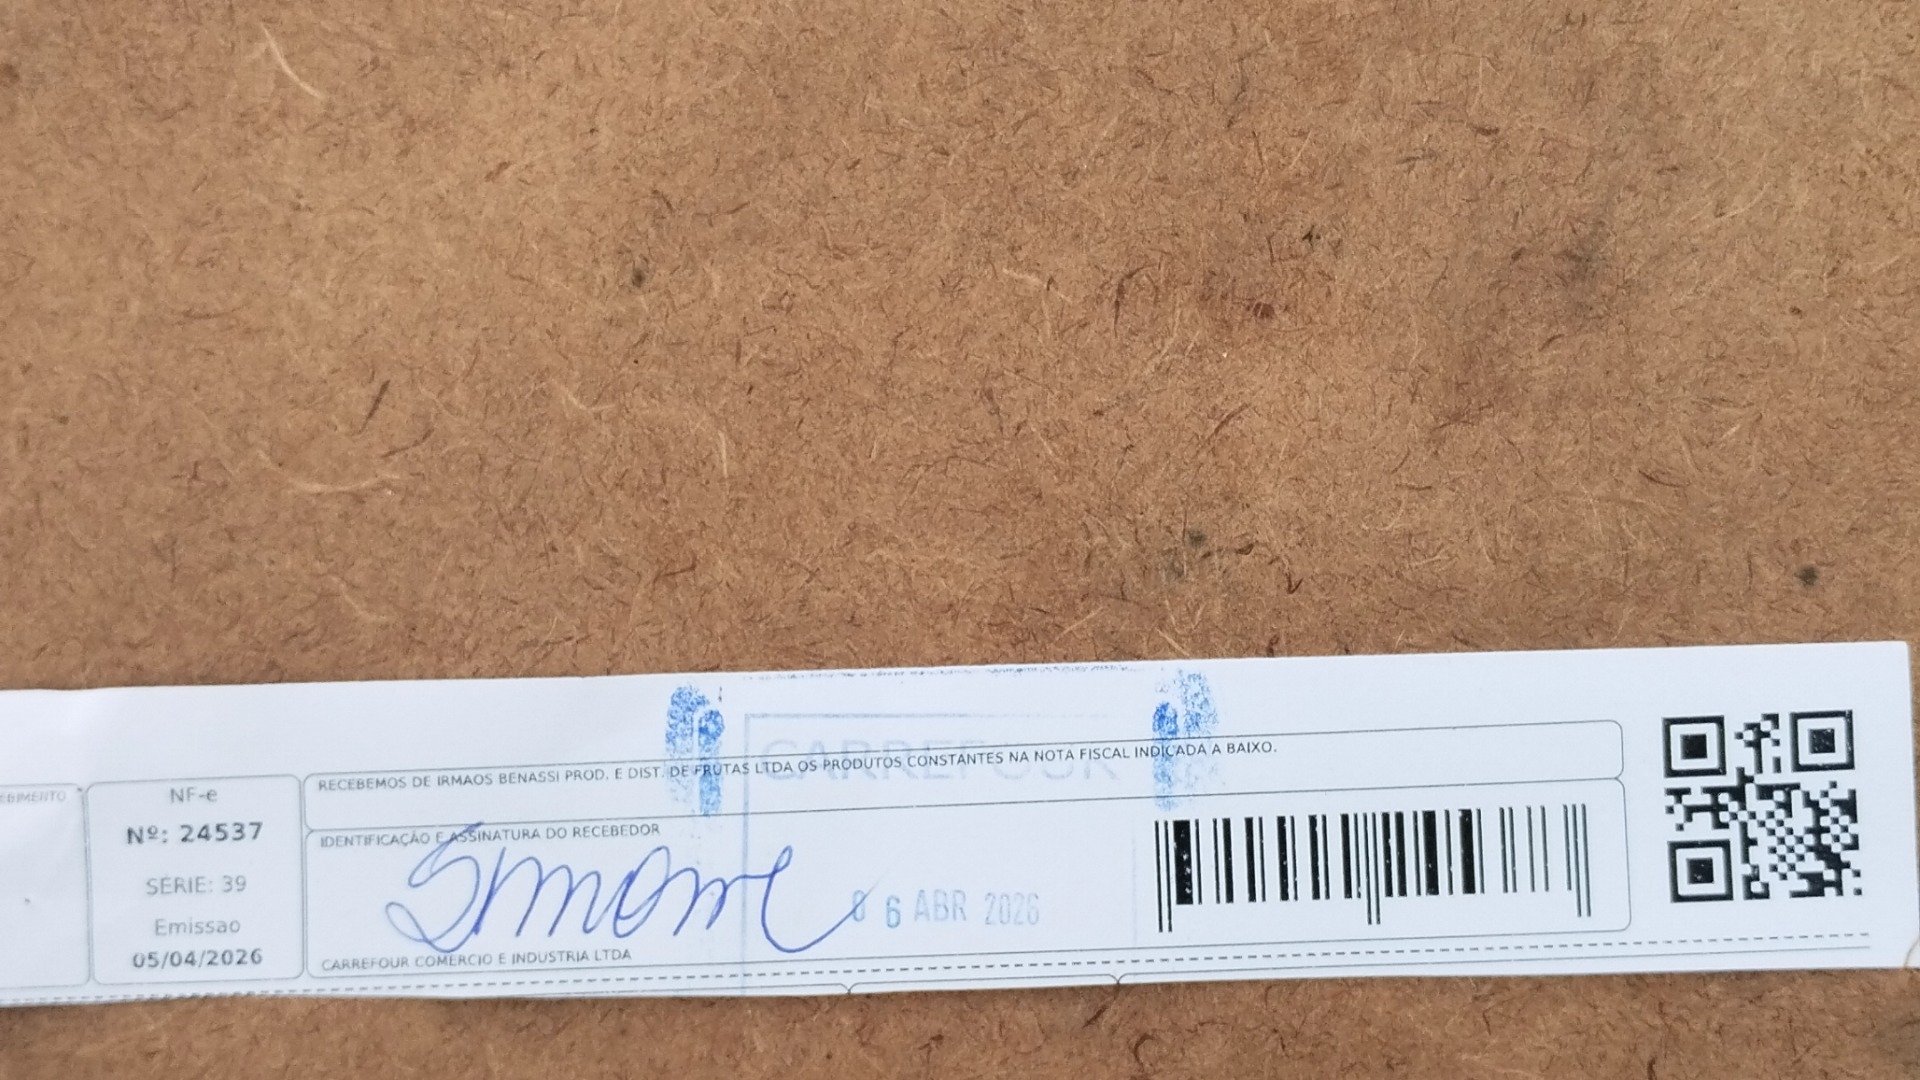 CARREFOUR
RECEBEMOS DE IRMAOS BENASSI PROD. E DIST. DE FRUTAS LTDA OS PRODUTOS CONSTANTES NA NOTA FISCAL INDICADA A BAIXO.
NF-e
Nº: 24537
SERIE: 39
Emissao
05/04/2026
IDENTIFICAÇÃO E ASSINATURA DO RECEBEDOR
Simone
06 ABR 2026
CARREFOUR COMERCIO E INDUSTRIA LTDA